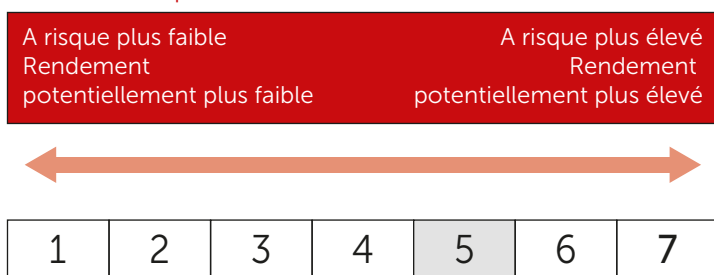 A risque plus faible
Rendement
potentiellement plus faible
A risque plus élevé
Rendement
potentiellement plus élevé
1 2 3 4 5 6 7